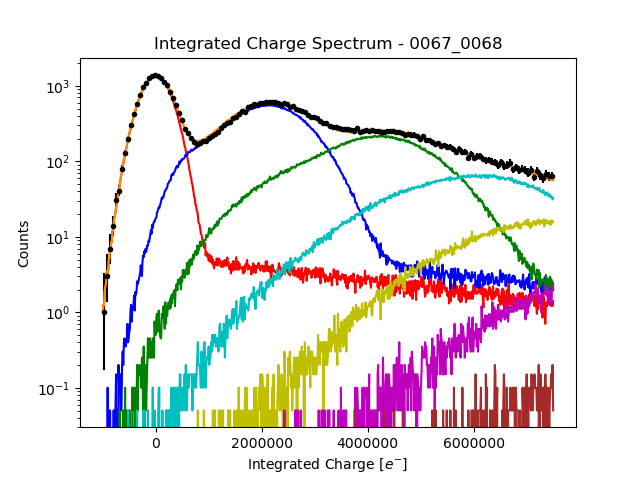 Integrated Charge Spectrum - 0067_0068
Counts
10³
10²
10¹
10⁰
10⁻¹
0 2000000 4000000 6000000
Integrated Charge [e⁻]